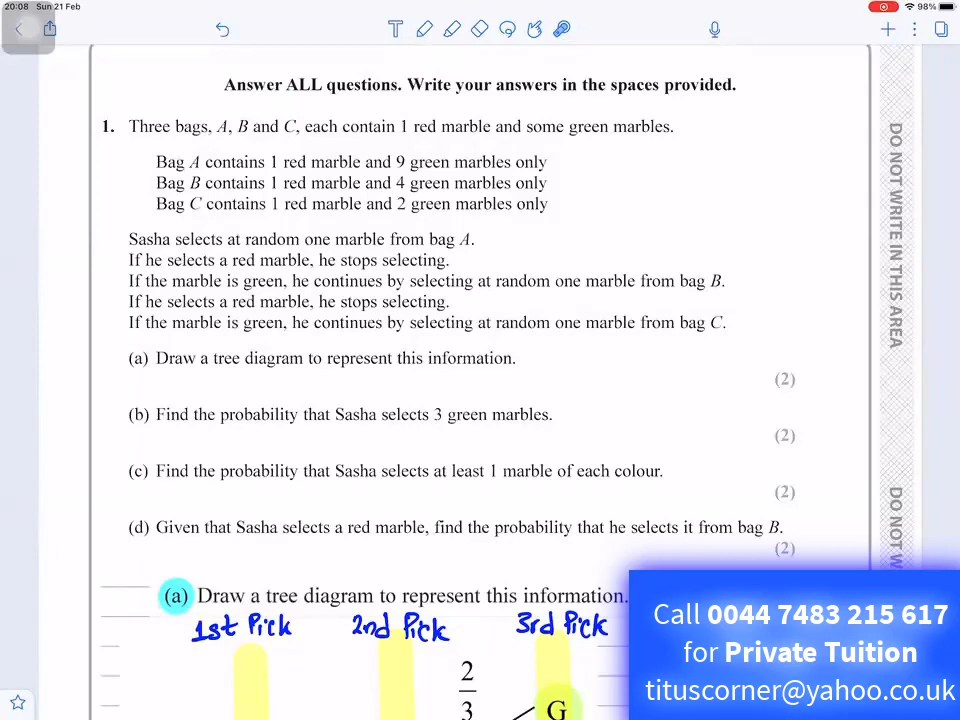 20:08 Sun 21 Feb
98%
Answer ALL questions. Write your answers in the spaces provided.
1. Three bags, A, B and C, each contain 1 red marble and some green marbles.
Bag A contains 1 red marble and 9 green marbles only
Bag B contains 1 red marble and 4 green marbles only
Bag C contains 1 red marble and 2 green marbles only
Sasha selects at random one marble from bag A.
If he selects a red marble, he stops selecting.
If the marble is green, he continues by selecting at random one marble from bag B.
If he selects a red marble, he stops selecting.
If the marble is green, he continues by selecting at random one marble from bag C.
(a) Draw a tree diagram to represent this information.
(2)
(b) Find the probability that Sasha selects 3 green marbles.
(2)
(c) Find the probability that Sasha selects at least 1 marble of each colour.
(2)
(d) Given that Sasha selects a red marble, find the probability that he selects it from bag B.
(2)
(a) Draw a tree diagram to represent this information.
1st Pick 2nd Pick 3rd Pick
2
3
G
DO NOT WRITE IN THIS AREA
DO NOT W
Call 0044 7483 215 617
for Private Tuition
tituscorner@yahoo.co.uk